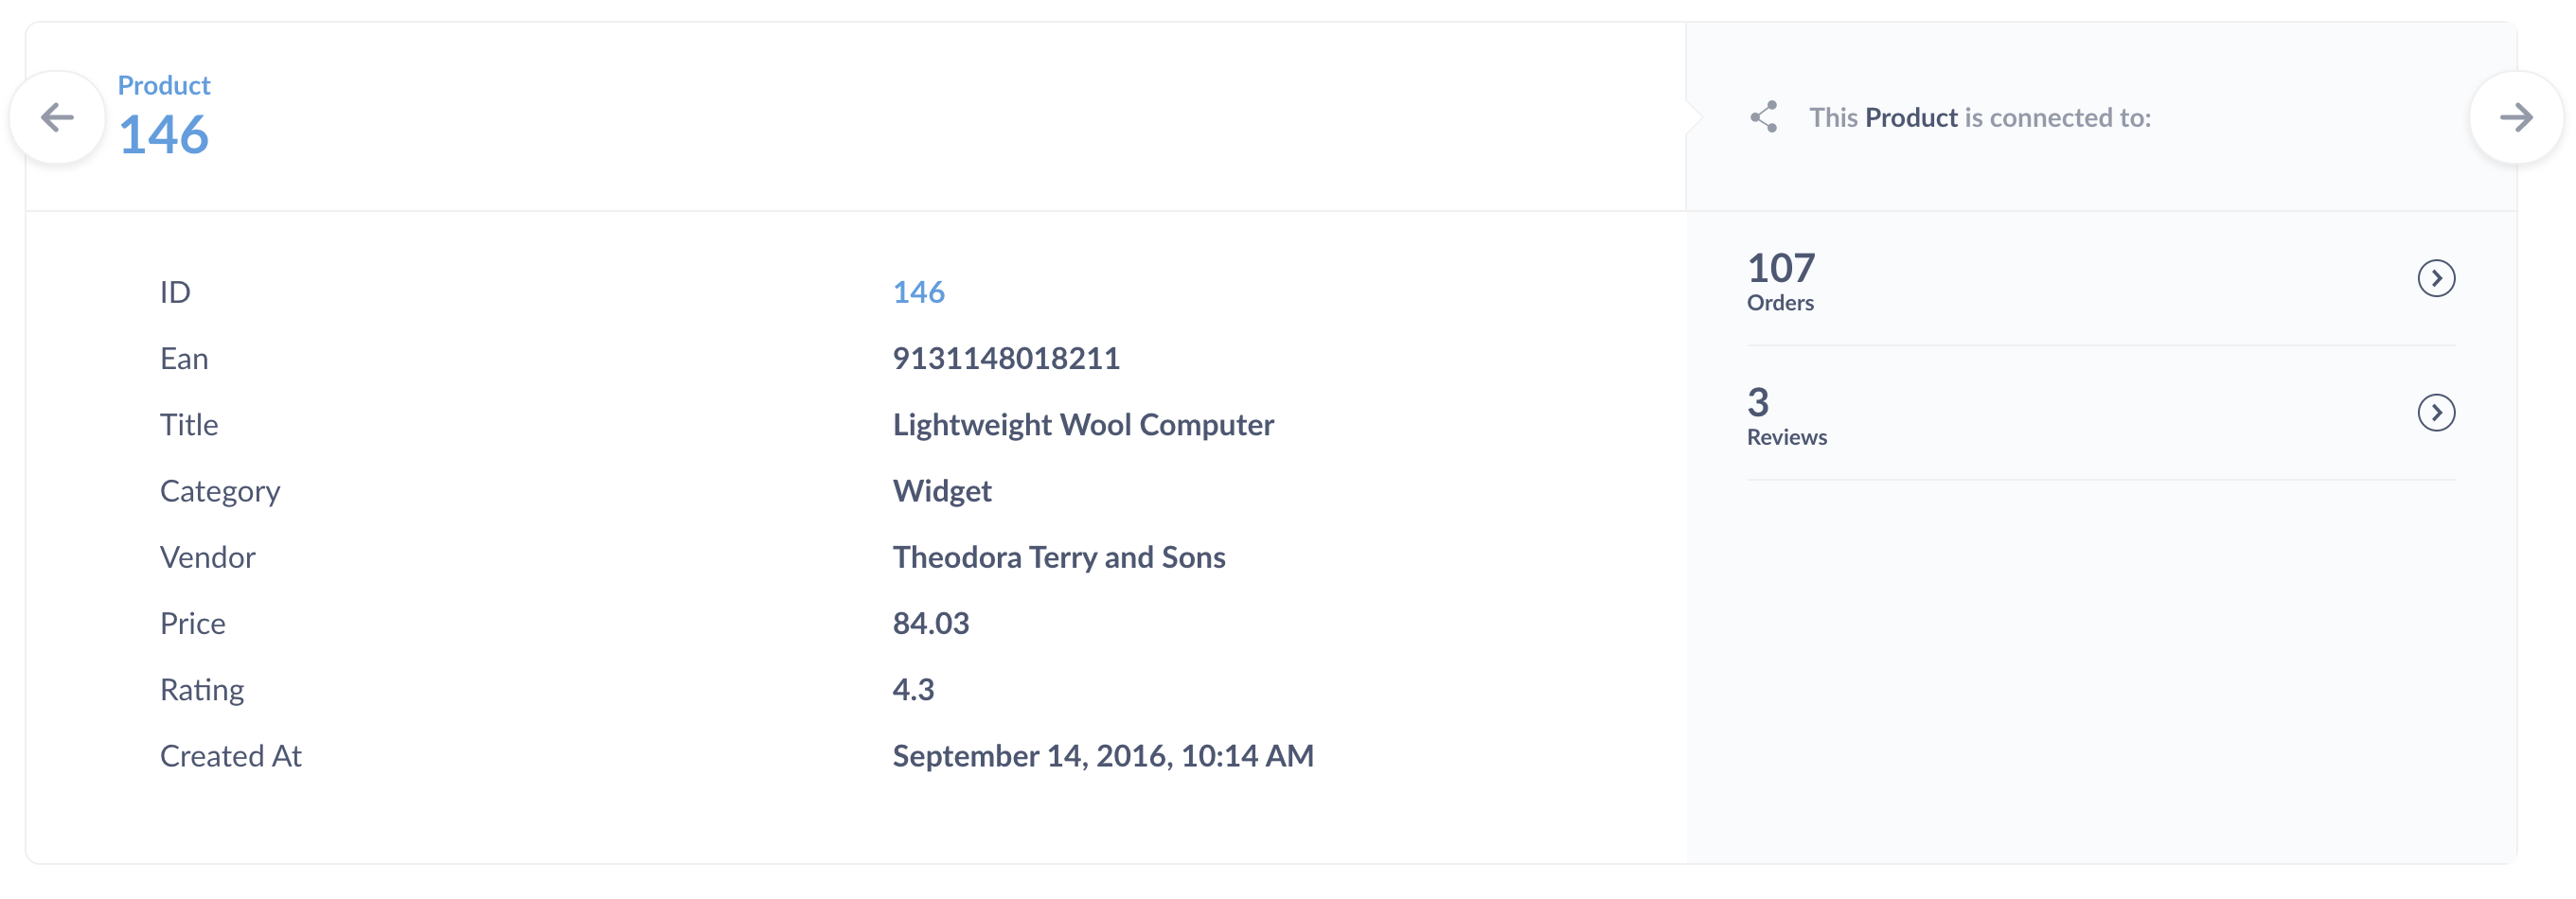 Product
146
This Product is connected to:
ID 146
Ean 9131148018211
Title Lightweight Wool Computer
Category Widget
Vendor Theodora Terry and Sons
Price 84.03
Rating 4.3
Created At September 14, 2016, 10:14 AM
107
Orders
3
Reviews